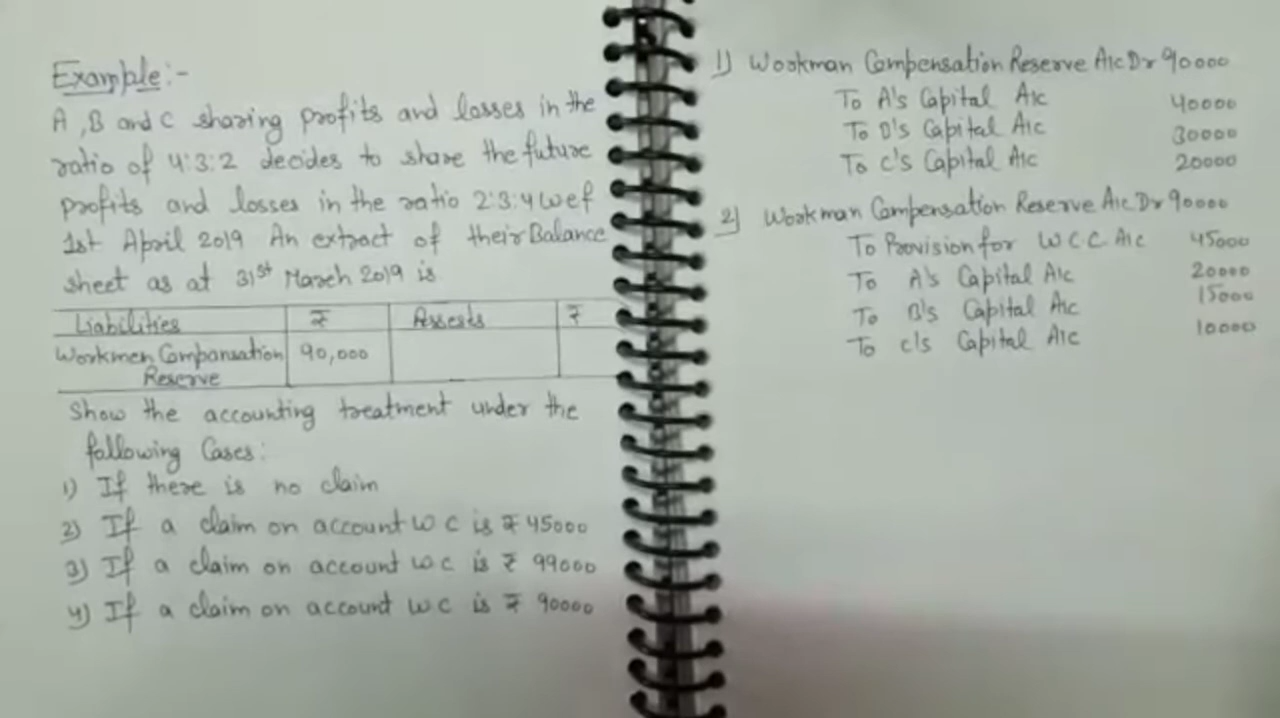 Example:-
A, B and C sharing profits and losses in the
ratio of 4:3:2 decides to share the future
profits and losses in the ratio 2:3:4 wef
1st April 2019 An extract of their Balance
sheet as at 31st March 2019 is
Liabilities ₹ Assests ₹
Workmen Compansation 90,000
Reserve
Show the accounting treatment under the
following Cases:
1) If there is no claim
2) If a claim on account w c is ₹ 45000
3) If a claim on account w c is ₹ 99000
4) If a claim on account w c is ₹ 90000
1) Workman Compensation Reserve A/c Dr 90000
To A's Capital A/c 40000
To B's Capital A/c 30000
To C's Capital A/c 20000
2) Workman Compensation Reserve A/c Dr 90000
To Provision for W C C A/c 45000
To A's Capital A/c 20000
To B's Capital A/c 15000
To C's Capital A/c 10000